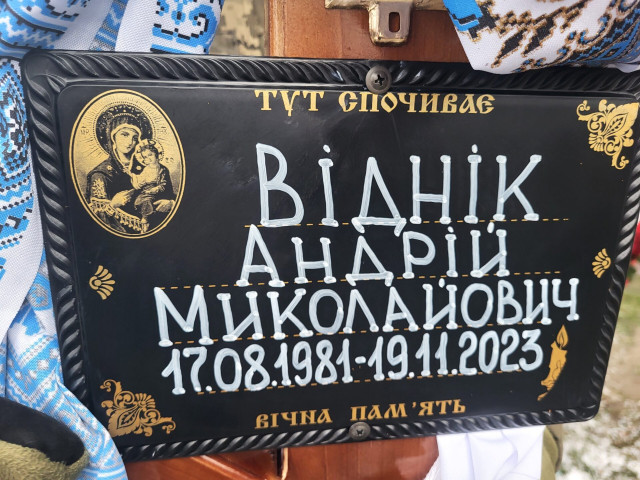 ТУТ СПОЧИВАЄ
ВІДНІК
АНДРІЙ
МИКОЛАЙОВИЧ
17.08.1981-19.11.2023
ВІЧНА ПАМ'ЯТЬ